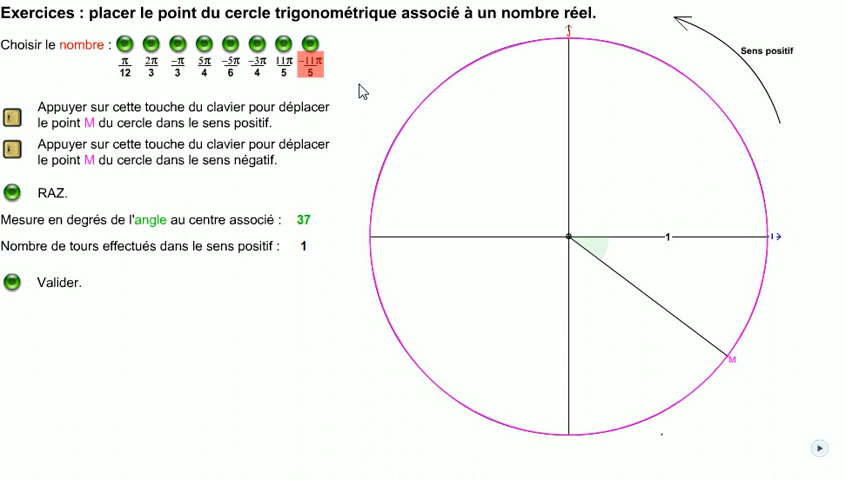 Exercices : placer le point du cercle trigonométrique associé à un nombre réel.
Choisir le nombre :
π/12 2π/3 −π/3 5π/4 −5π/6 −3π/4 11π/5 −11π/5
Appuyer sur cette touche du clavier pour déplacer
le point M du cercle dans le sens positif.
Appuyer sur cette touche du clavier pour déplacer
le point M du cercle dans le sens négatif.
RAZ.
Mesure en degrés de l'angle au centre associé : 37
Nombre de tours effectués dans le sens positif : 1
Valider.
Sens positif
J
1
I
M